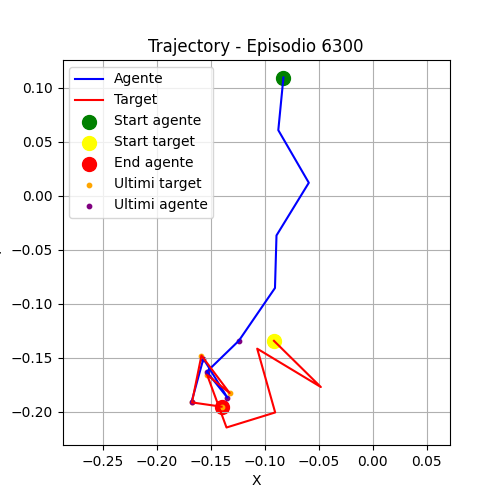 Trajectory - Episodio 6300
Agente
Target
Start agente
Start target
End agente
Ultimi target
Ultimi agente
0.10
0.05
0.00
−0.05
−0.10
−0.15
−0.20
−0.25 −0.20 −0.15 −0.10 −0.05 0.00 0.05
X